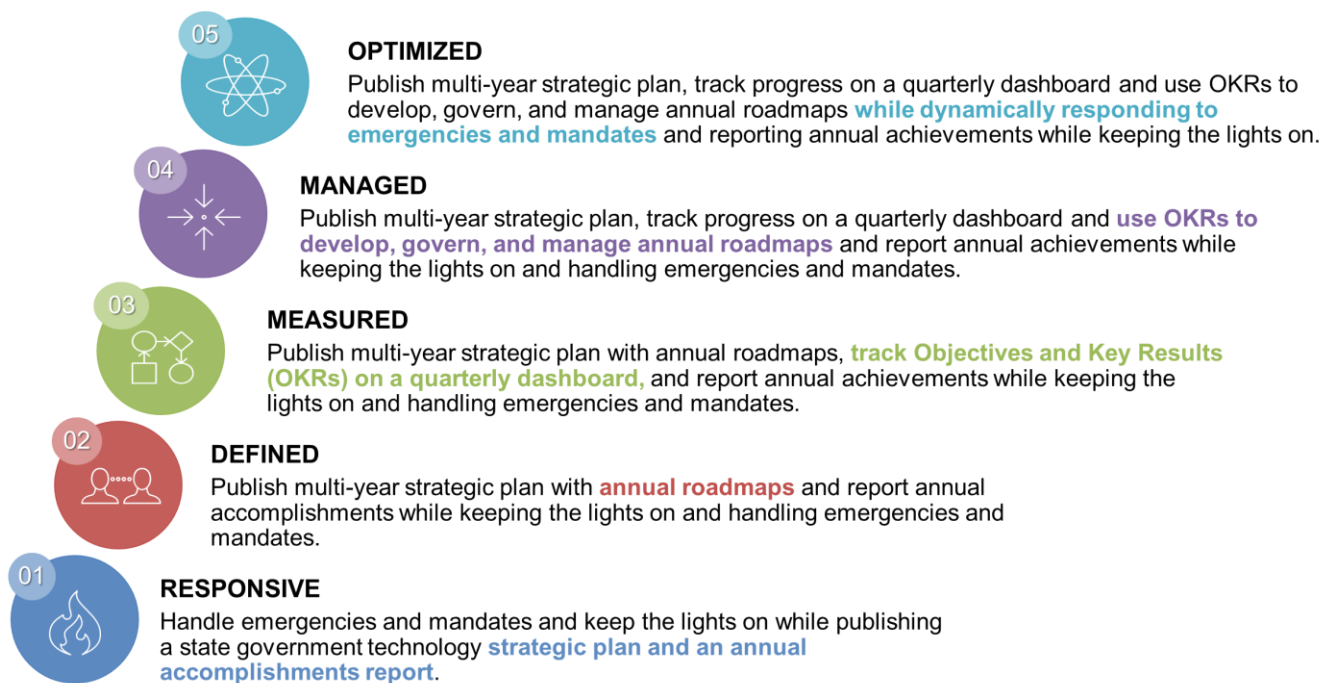 05
OPTIMIZED
Publish multi-year strategic plan, track progress on a quarterly dashboard and use OKRs to
develop, govern, and manage annual roadmaps while dynamically responding to
emergencies and mandates and reporting annual achievements while keeping the lights on.
04
MANAGED
Publish multi-year strategic plan, track progress on a quarterly dashboard and use OKRs to
develop, govern, and manage annual roadmaps and report annual achievements while
keeping the lights on and handling emergencies and mandates.
03
MEASURED
Publish multi-year strategic plan with annual roadmaps, track Objectives and Key Results
(OKRs) on a quarterly dashboard, and report annual achievements while keeping the
lights on and handling emergencies and mandates.
02
DEFINED
Publish multi-year strategic plan with annual roadmaps and report annual
accomplishments while keeping the lights on and handling emergencies and
mandates.
01
RESPONSIVE
Handle emergencies and mandates and keep the lights on while publishing
a state government technology strategic plan and an annual
accomplishments report.